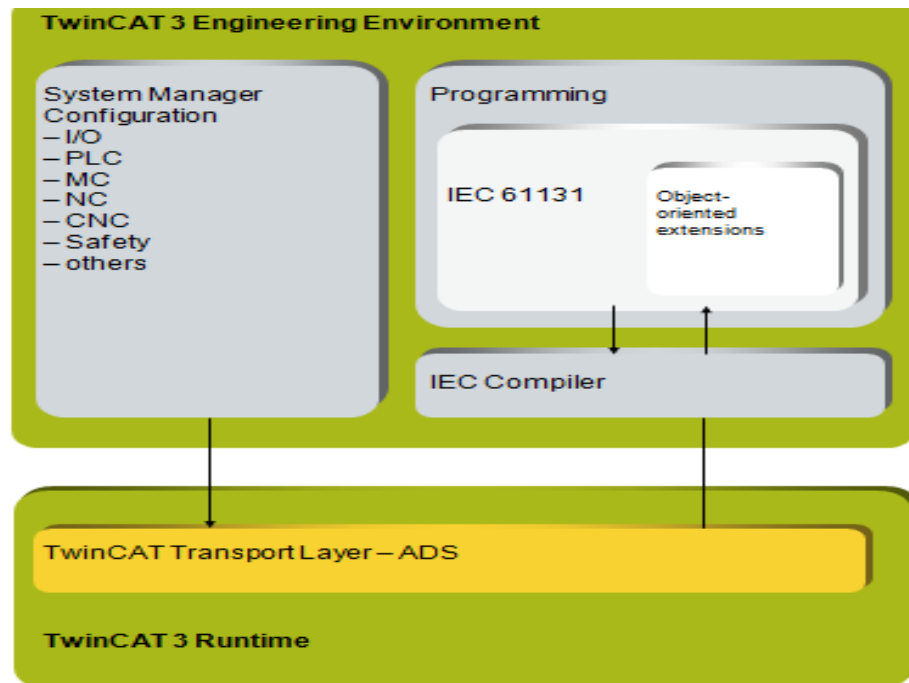 TwinCAT 3 Engineering Environment
System Manager
Configuration
– I/O
– PLC
– MC
– NC
– CNC
– Safety
– others
Programming
IEC 61131
Object-
oriented
extensions
IEC Compiler
TwinCAT Transport Layer – ADS
TwinCAT 3 Runtime